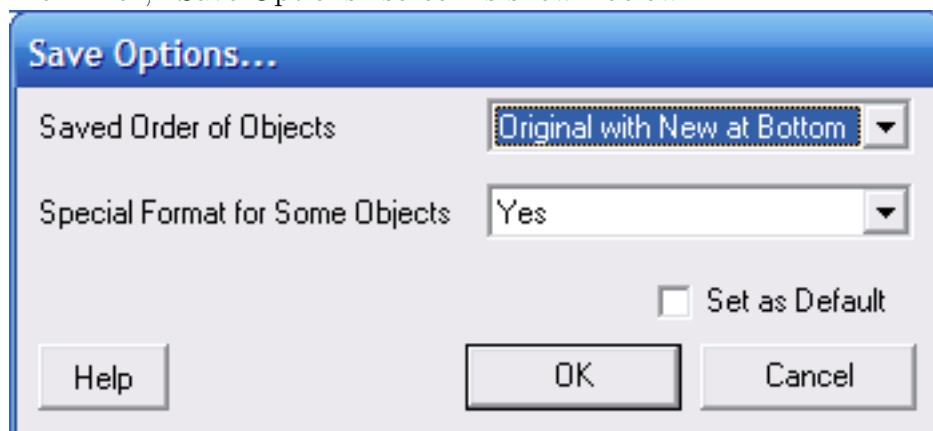 Save Options...
Saved Order of Objects Original with New at Bottom
Special Format for Some Objects Yes
Set as Default
Help OK Cancel